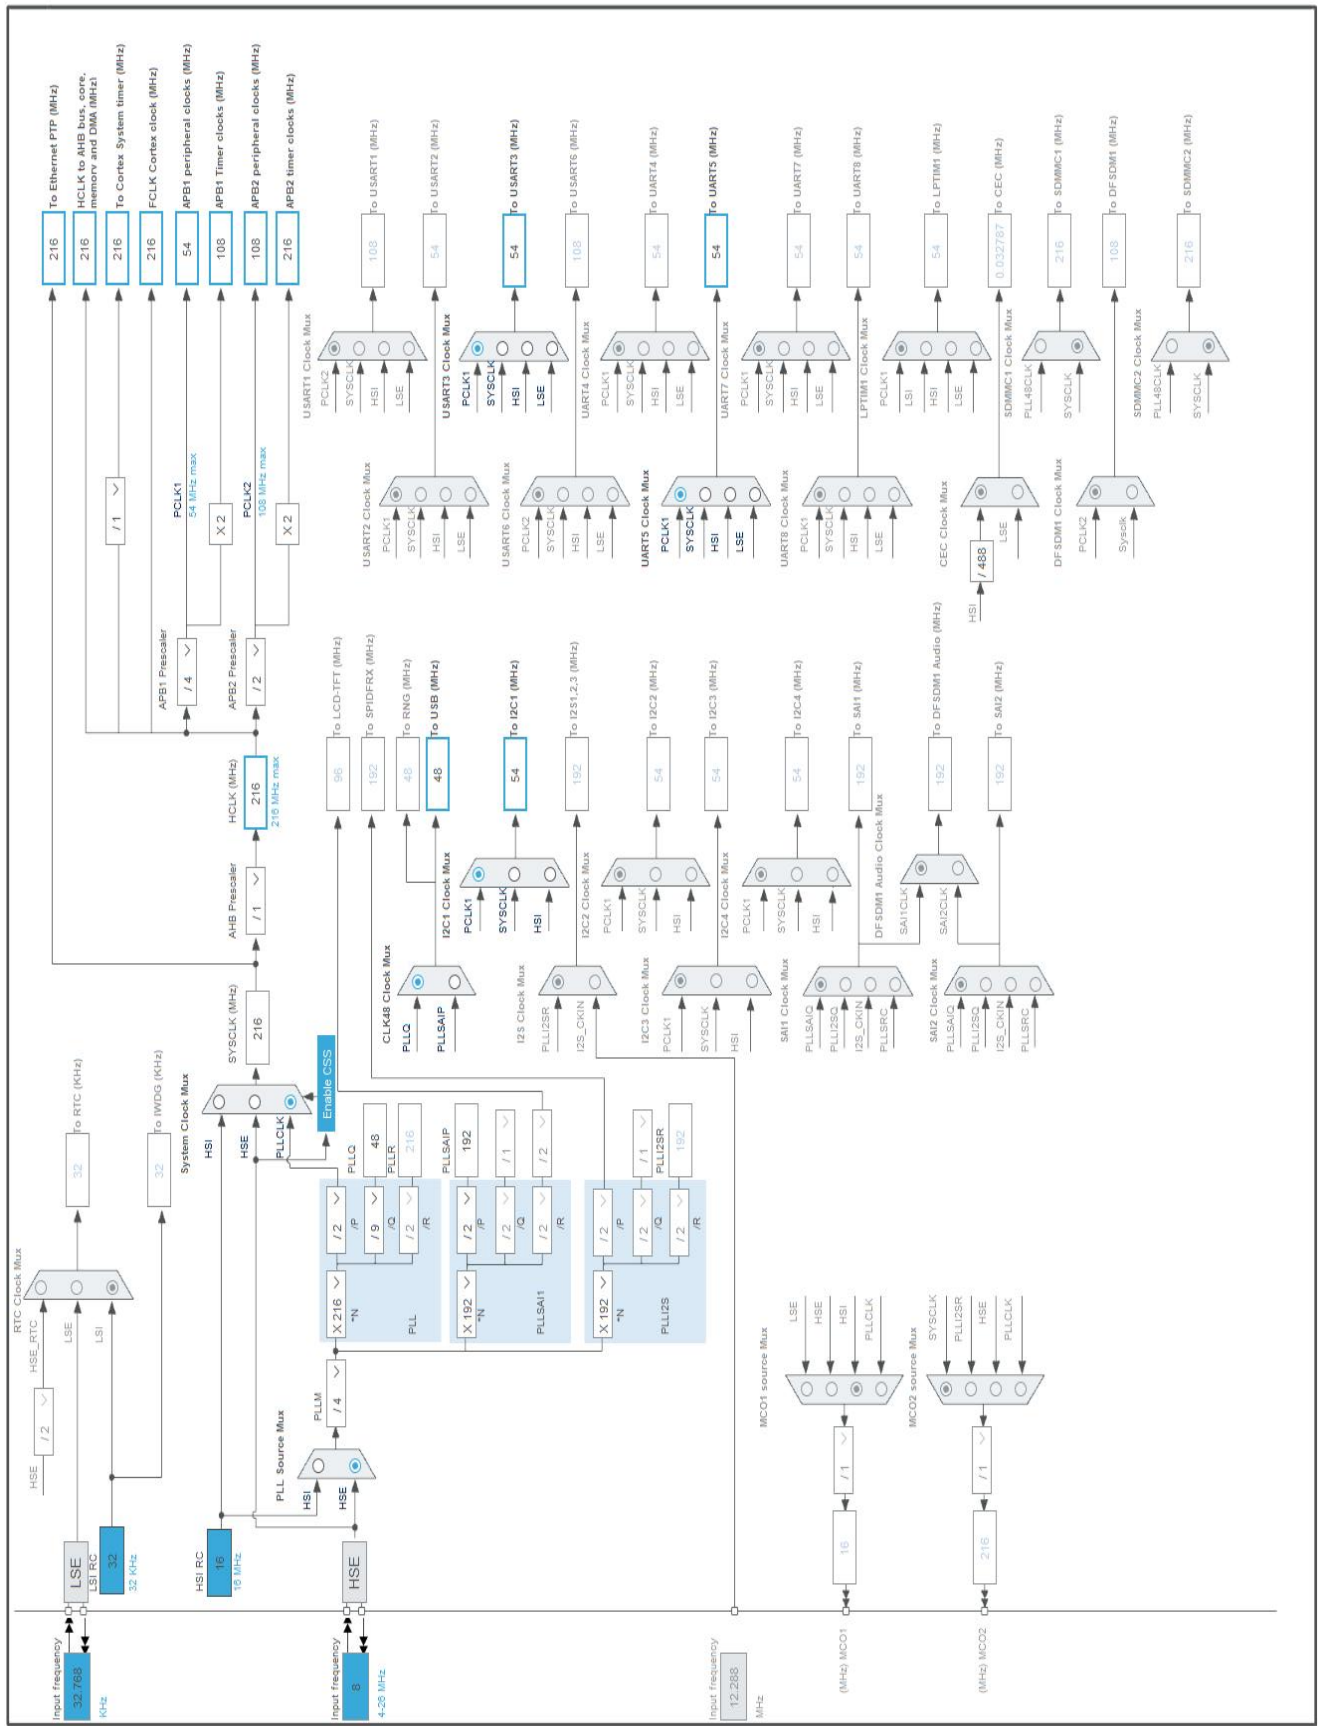 Input frequency
32.768
KHz
LSE
LSI RC
32
32 KHz
HSE
/ 2
HSE_RTC
LSE
LSI
RTC Clock Mux
32
To RTC (KHz)
32
To IWDG (KHz)
HSI RC
16
16 MHz
Input frequency
8
4-26 MHz
HSE
PLL Source Mux
HSI
HSE
PLLM
/ 4
X 216
*N
PLL
/ 2
/P
/ 9
/Q
/ 2
/R
PLLQ
48
PLLR
216
X 192
*N
PLLSAI1
/ 2
/P
/ 2
/Q
/ 2
/R
PLLSAIP
192
/ 1
/ 2
X 192
*N
PLLI2S
/ 2
/P
/ 2
/Q
/ 2
/R
/ 1
PLLI2SR
192
System Clock Mux
HSI
HSE
PLLCLK
Enable CSS
SYSCLK (MHz)
216
AHB Prescaler
/ 1
HCLK (MHz)
216
216 MHz max
APB1 Prescaler
/ 4
APB2 Prescaler
/ 2
/ 1
PCLK1
54 MHz max
X 2
PCLK2
108 MHz max
X 2
216
To Ethernet PTP (MHz)
216
HCLK to AHB bus, core,
memory and DMA (MHz)
216
To Cortex System timer (MHz)
216
FCLK Cortex clock (MHz)
54
APB1 peripheral clocks (MHz)
108
APB1 Timer clocks (MHz)
108
APB2 peripheral clocks (MHz)
216
APB2 timer clocks (MHz)
96
To LCD-TFT (MHz)
192
To SPIDFRX (MHz)
48
To RNG (MHz)
48
To USB (MHz)
CLK48 Clock Mux
PLLQ
PLLSAIP
I2C1 Clock Mux
PCLK1
SYSCLK
HSI
54
To I2C1 (MHz)
I2S Clock Mux
PLLI2SR
I2S_CKIN
192
To I2S1,2,3 (MHz)
I2C2 Clock Mux
PCLK1
SYSCLK
HSI
54
To I2C2 (MHz)
I2C3 Clock Mux
PCLK1
SYSCLK
HSI
54
To I2C3 (MHz)
I2C4 Clock Mux
PCLK1
SYSCLK
HSI
54
To I2C4 (MHz)
SAI1 Clock Mux
PLLSAIQ
PLLI2SQ
I2S_CKIN
PLLSRC
192
To SAI1 (MHz)
DFSDM1 Audio Clock Mux
SAI1CLK
SAI2CLK
192
To DFSDM1 Audio (MHz)
SAI2 Clock Mux
PLLSAIQ
PLLI2SQ
I2S_CKIN
PLLSRC
192
To SAI2 (MHz)
USART1 Clock Mux
PCLK2
SYSCLK
HSI
LSE
108
To USART1 (MHz)
USART2 Clock Mux
PCLK1
SYSCLK
HSI
LSE
54
To USART2 (MHz)
USART3 Clock Mux
PCLK1
SYSCLK
HSI
LSE
54
To USART3 (MHz)
USART6 Clock Mux
PCLK2
SYSCLK
HSI
LSE
108
To USART6 (MHz)
UART4 Clock Mux
PCLK1
SYSCLK
HSI
LSE
54
To UART4 (MHz)
UART5 Clock Mux
PCLK1
SYSCLK
HSI
LSE
54
To UART5 (MHz)
UART7 Clock Mux
PCLK1
SYSCLK
HSI
LSE
54
To UART7 (MHz)
UART8 Clock Mux
PCLK1
SYSCLK
HSI
LSE
54
To UART8 (MHz)
LPTIM1 Clock Mux
PCLK1
LSI
HSI
LSE
54
To LPTIM1 (MHz)
CEC Clock Mux
HSI
/ 488
LSE
0.032787
To CEC (MHz)
SDMMC1 Clock Mux
PLL48CLK
SYSCLK
216
To SDMMC1 (MHz)
DFSDM1 Clock Mux
PCLK2
Sysclk
108
To DFSDM1 (MHz)
SDMMC2 Clock Mux
PLL48CLK
SYSCLK
216
To SDMMC2 (MHz)
Input frequency
12.288
MHz
MCO1 source Mux
LSE
HSE
HSI
PLLCLK
/ 1
16
(MHz) MCO1
MCO2 source Mux
SYSCLK
PLLI2SR
HSE
PLLCLK
/ 1
216
(MHz) MCO2